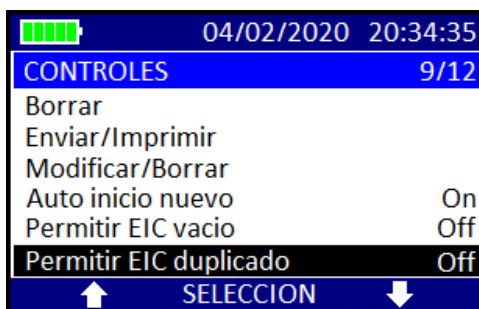 04/02/2020 20:34:35
CONTROLES 9/12
Borrar
Enviar/Imprimir
Modificar/Borrar
Auto inicio nuevo On
Permitir EIC vacio Off
Permitir EIC duplicado Off
SELECCION